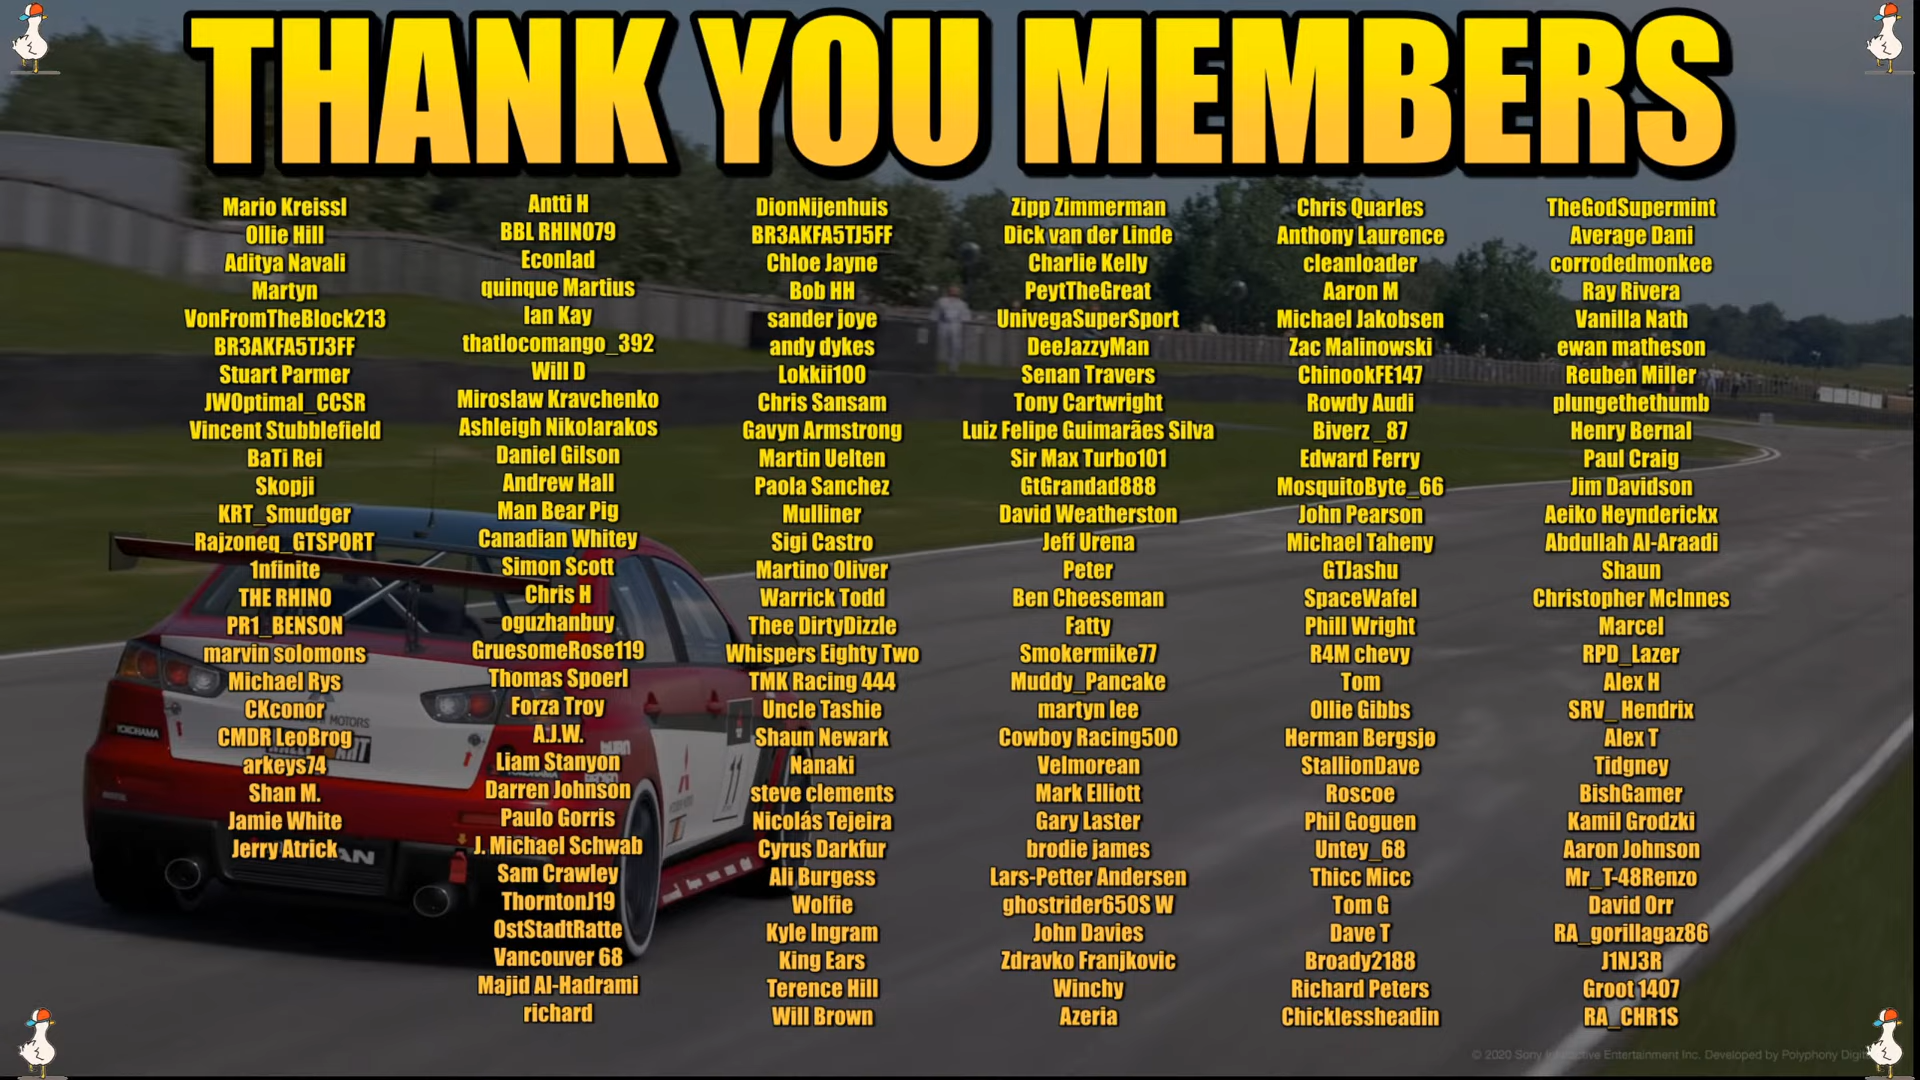 THANK YOU MEMBERS
Mario Kreissl
Ollie Hill
Aditya Navali
Martyn
VonFromTheBlock213
BR3AKFA5TJ3FF
Stuart Parmer
JWOptimal_CCSR
Vincent Stubblefield
BaTi Rei
Skopji
KRT_Smudger
Rajzoneq_GTSPORT
1nfinite
THE RHINO
PR1_BENSON
marvin solomons
Michael Rys
CKconor
CMDR LeoBrog
arkeys74
Shan M.
Jamie White
Jerry Atrick
Antti H
BBL RHINO79
Econlad
quinque Martius
Ian Kay
thatlocomango_392
Will D
Miroslaw Kravchenko
Ashleigh Nikolarakos
Daniel Gilson
Andrew Hall
Man Bear Pig
Canadian Whitey
Simon Scott
Chris H
oguzhanbuy
GruesomeRose119
Thomas Spoerl
Forza Troy
A.J.W.
Liam Stanyon
Darren Johnson
Paulo Gorris
J. Michael Schwab
Sam Crawley
ThorntonJ19
OstStadtRatte
Vancouver 68
Majid Al-Hadrami
richard
DionNijenhuis
BR3AKFA5TJ5FF
Chloe Jayne
Bob HH
sander joye
andy dykes
Lokkii100
Chris Sansam
Gavyn Armstrong
Martin Uelten
Paola Sanchez
Mulliner
Sigi Castro
Martino Oliver
Warrick Todd
Thee DirtyDizzle
Whispers Eighty Two
TMK Racing 444
Uncle Tashie
Shaun Newark
Nanaki
steve clements
Nicolás Tejeira
Cyrus Darkfur
Ali Burgess
Wolfie
Kyle Ingram
King Ears
Terence Hill
Will Brown
Zipp Zimmerman
Dick van der Linde
Charlie Kelly
PeytTheGreat
UnivegaSuperSport
DeeJazzyMan
Senan Travers
Tony Cartwright
Luiz Felipe Guimarães Silva
Sir Max Turbo101
GtGrandad888
David Weatherston
Jeff Urena
Peter
Ben Cheeseman
Fatty
Smokermike77
Muddy_Pancake
martyn lee
Cowboy Racing500
Velmorean
Mark Elliott
Gary Laster
brodie james
Lars-Petter Andersen
ghostrider650S W
John Davies
Zdravko Franjkovic
Winchy
Azeria
Chris Quarles
Anthony Laurence
cleanloader
Aaron M
Michael Jakobsen
Zac Malinowski
ChinookFE147
Rowdy Audi
Biverz _87
Edward Ferry
MosquitoByte_66
John Pearson
Michael Taheny
GTJashu
SpaceWafel
Phill Wright
R4M chevy
Tom
Ollie Gibbs
Herman Bergsjø
StallionDave
Roscoe
Phil Goguen
Untey_68
Thicc Micc
Tom G
Dave T
Broady2188
Richard Peters
Chicklessheadin
TheGodSupermint
Average Dani
corrodedmonkee
Ray Rivera
Vanilla Nath
ewan matheson
Reuben Miller
plungethethumb
Henry Bernal
Paul Craig
Jim Davidson
Aeiko Heynderickx
Abdullah Al-Araadi
Shaun
Christopher McInnes
Marcel
RPD_Lazer
Alex H
SRV_ Hendrix
Alex T
Tidgney
BishGamer
Kamil Grodzki
Aaron Johnson
Mr_T-48Renzo
David Orr
RA_gorillagaz86
J1NJ3R
Groot 1407
RA_CHR1S
YOKOHAMA
MOTORS
11
© 2020 Sony Interactive Entertainment Inc. Developed by Polyphony